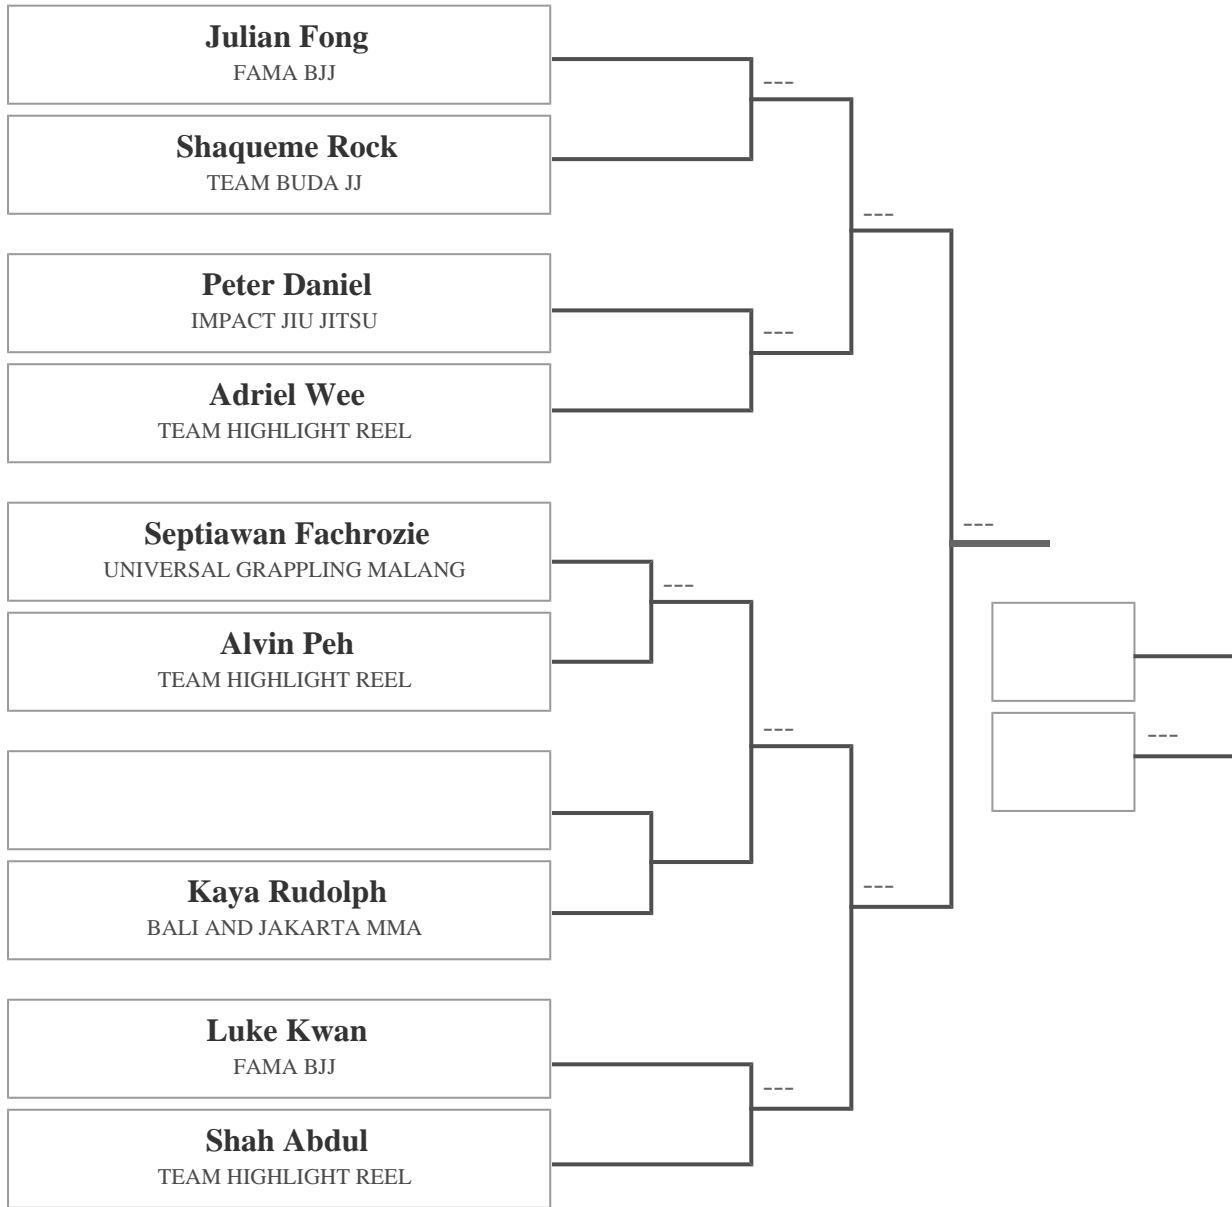 Julian Fong
FAMA BJJ
---
Shaqueme Rock
TEAM BUDA JJ
---
Peter Daniel
IMPACT JIU JITSU
---
Adriel Wee
TEAM HIGHLIGHT REEL
Septiawan Fachrozie
UNIVERSAL GRAPPLING MALANG
---
---
Alvin Peh
TEAM HIGHLIGHT REEL
---
---
Kaya Rudolph
BALI AND JAKARTA MMA
---
Luke Kwan
FAMA BJJ
---
Shah Abdul
TEAM HIGHLIGHT REEL